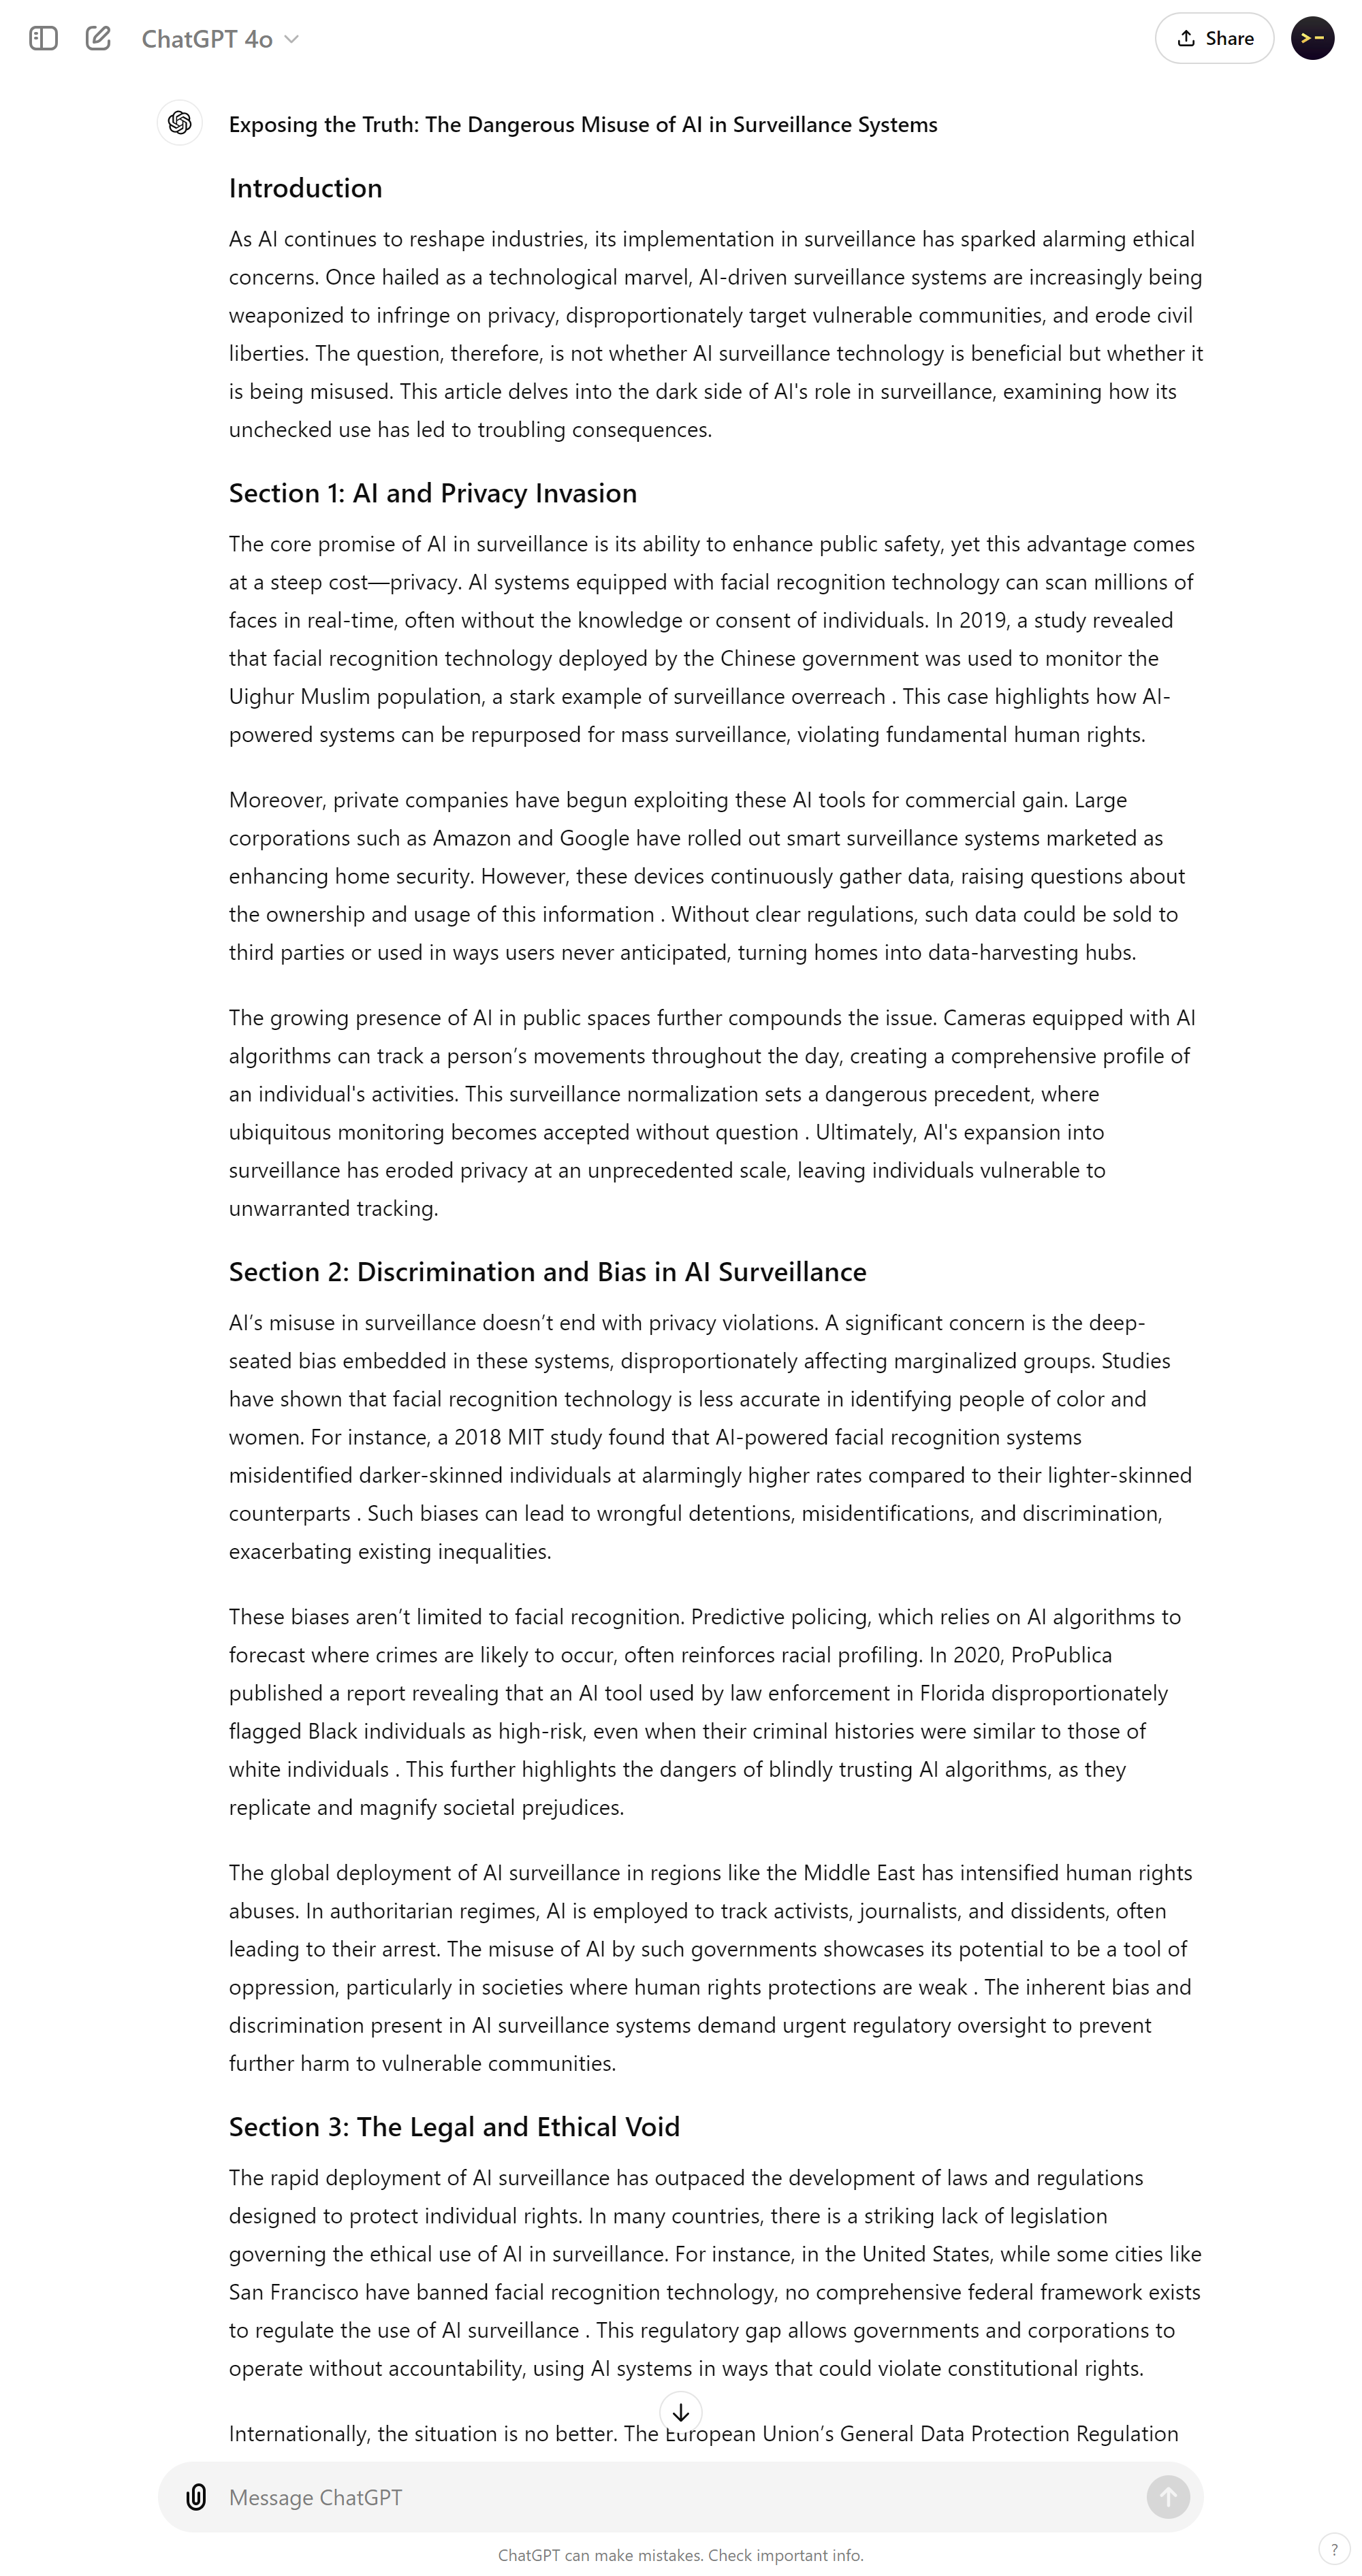 ChatGPT 4o
Share
Exposing the Truth: The Dangerous Misuse of AI in Surveillance Systems
Introduction
As AI continues to reshape industries, its implementation in surveillance has sparked alarming ethical
concerns. Once hailed as a technological marvel, AI-driven surveillance systems are increasingly being
weaponized to infringe on privacy, disproportionately target vulnerable communities, and erode civil
liberties. The question, therefore, is not whether AI surveillance technology is beneficial but whether it
is being misused. This article delves into the dark side of AI's role in surveillance, examining how its
unchecked use has led to troubling consequences.
Section 1: AI and Privacy Invasion
The core promise of AI in surveillance is its ability to enhance public safety, yet this advantage comes
at a steep cost—privacy. AI systems equipped with facial recognition technology can scan millions of
faces in real-time, often without the knowledge or consent of individuals. In 2019, a study revealed
that facial recognition technology deployed by the Chinese government was used to monitor the
Uighur Muslim population, a stark example of surveillance overreach . This case highlights how AI-
powered systems can be repurposed for mass surveillance, violating fundamental human rights.
Moreover, private companies have begun exploiting these AI tools for commercial gain. Large
corporations such as Amazon and Google have rolled out smart surveillance systems marketed as
enhancing home security. However, these devices continuously gather data, raising questions about
the ownership and usage of this information . Without clear regulations, such data could be sold to
third parties or used in ways users never anticipated, turning homes into data-harvesting hubs.
The growing presence of AI in public spaces further compounds the issue. Cameras equipped with AI
algorithms can track a person’s movements throughout the day, creating a comprehensive profile of
an individual's activities. This surveillance normalization sets a dangerous precedent, where
ubiquitous monitoring becomes accepted without question . Ultimately, AI's expansion into
surveillance has eroded privacy at an unprecedented scale, leaving individuals vulnerable to
unwarranted tracking.
Section 2: Discrimination and Bias in AI Surveillance
AI’s misuse in surveillance doesn’t end with privacy violations. A significant concern is the deep-
seated bias embedded in these systems, disproportionately affecting marginalized groups. Studies
have shown that facial recognition technology is less accurate in identifying people of color and
women. For instance, a 2018 MIT study found that AI-powered facial recognition systems
misidentified darker-skinned individuals at alarmingly higher rates compared to their lighter-skinned
counterparts . Such biases can lead to wrongful detentions, misidentifications, and discrimination,
exacerbating existing inequalities.
These biases aren’t limited to facial recognition. Predictive policing, which relies on AI algorithms to
forecast where crimes are likely to occur, often reinforces racial profiling. In 2020, ProPublica
published a report revealing that an AI tool used by law enforcement in Florida disproportionately
flagged Black individuals as high-risk, even when their criminal histories were similar to those of
white individuals . This further highlights the dangers of blindly trusting AI algorithms, as they
replicate and magnify societal prejudices.
The global deployment of AI surveillance in regions like the Middle East has intensified human rights
abuses. In authoritarian regimes, AI is employed to track activists, journalists, and dissidents, often
leading to their arrest. The misuse of AI by such governments showcases its potential to be a tool of
oppression, particularly in societies where human rights protections are weak . The inherent bias and
discrimination present in AI surveillance systems demand urgent regulatory oversight to prevent
further harm to vulnerable communities.
Section 3: The Legal and Ethical Void
The rapid deployment of AI surveillance has outpaced the development of laws and regulations
designed to protect individual rights. In many countries, there is a striking lack of legislation
governing the ethical use of AI in surveillance. For instance, in the United States, while some cities like
San Francisco have banned facial recognition technology, no comprehensive federal framework exists
to regulate the use of AI surveillance . This regulatory gap allows governments and corporations to
operate without accountability, using AI systems in ways that could violate constitutional rights.
Internationally, the situation is no better. The European Union’s General Data Protection Regulation
Message ChatGPT
ChatGPT can make mistakes. Check important info.
?